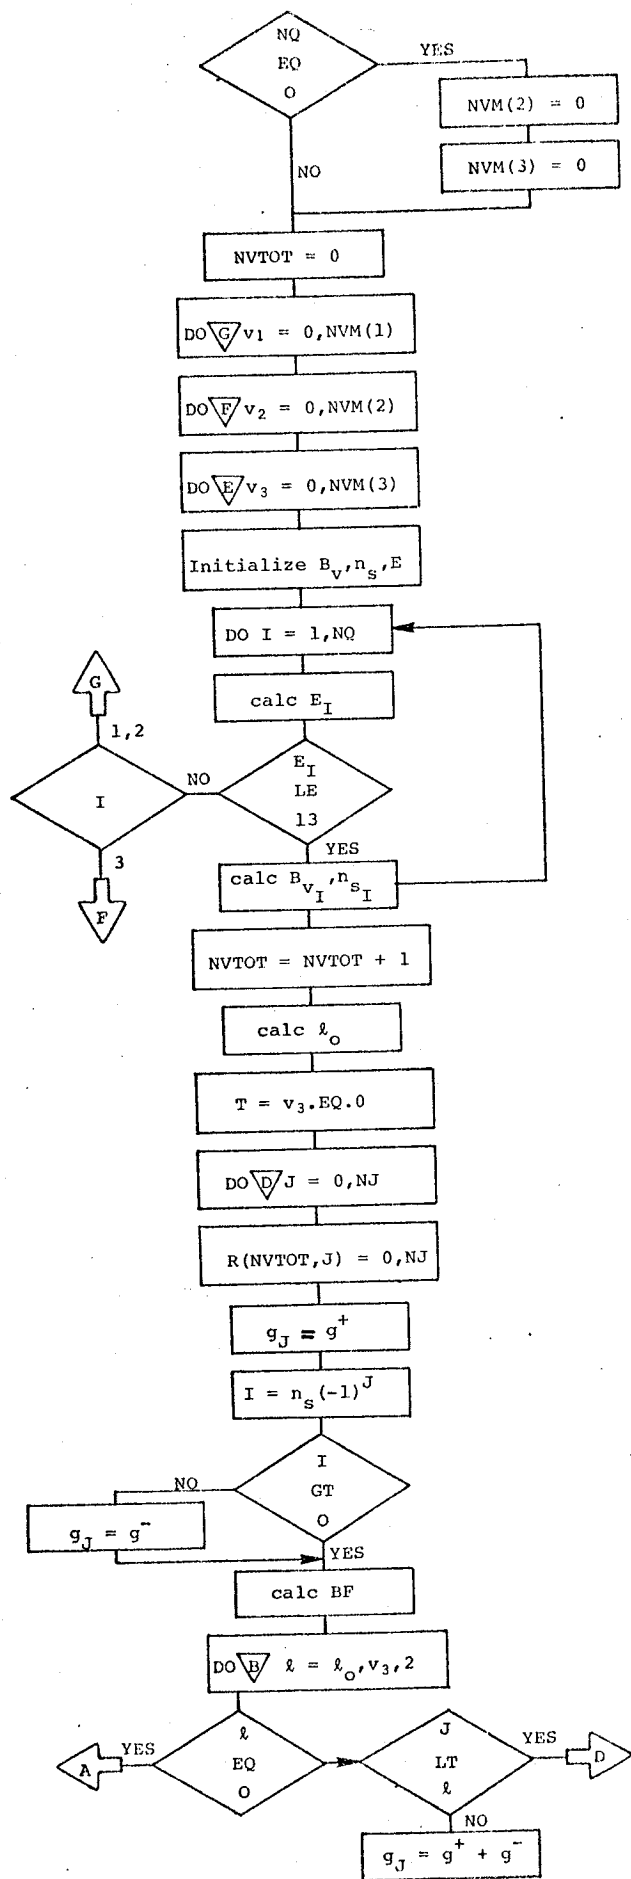 NQ
EQ
O
YES
NVM(2) = 0
NVM(3) = 0
NO
NVTOT = 0
DO G v1 = 0,NVM(1)
DO F v2 = 0,NVM(2)
DO E v3 = 0,NVM(3)
Initialize Bv,ns,E
DO I = 1,NQ
calc EI
G
1,2
I
NO
EI
LE
13
3
F
YES
calc BvI,nsI
NVTOT = NVTOT + 1
calc ℓo
T = v3.EQ.0
DO D J = 0,NJ
R(NVTOT,J) = 0,NJ
gJ = g+
I = ns(-1)J
I
GT
O
NO
gJ = g-
YES
calc BF
DO B ℓ = ℓo,v3,2
A
YES
ℓ
EQ
O
J
LT
ℓ
YES
D
NO
gJ = g+ + g-